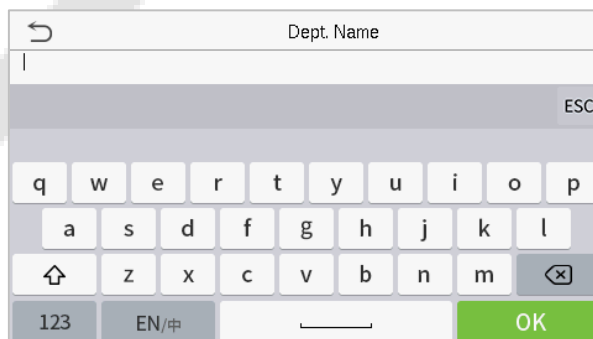 Dept. Name
ESC
q w e r t y u i o p
a s d f g h j k l
z x c v b n m
123 EN/中 OK